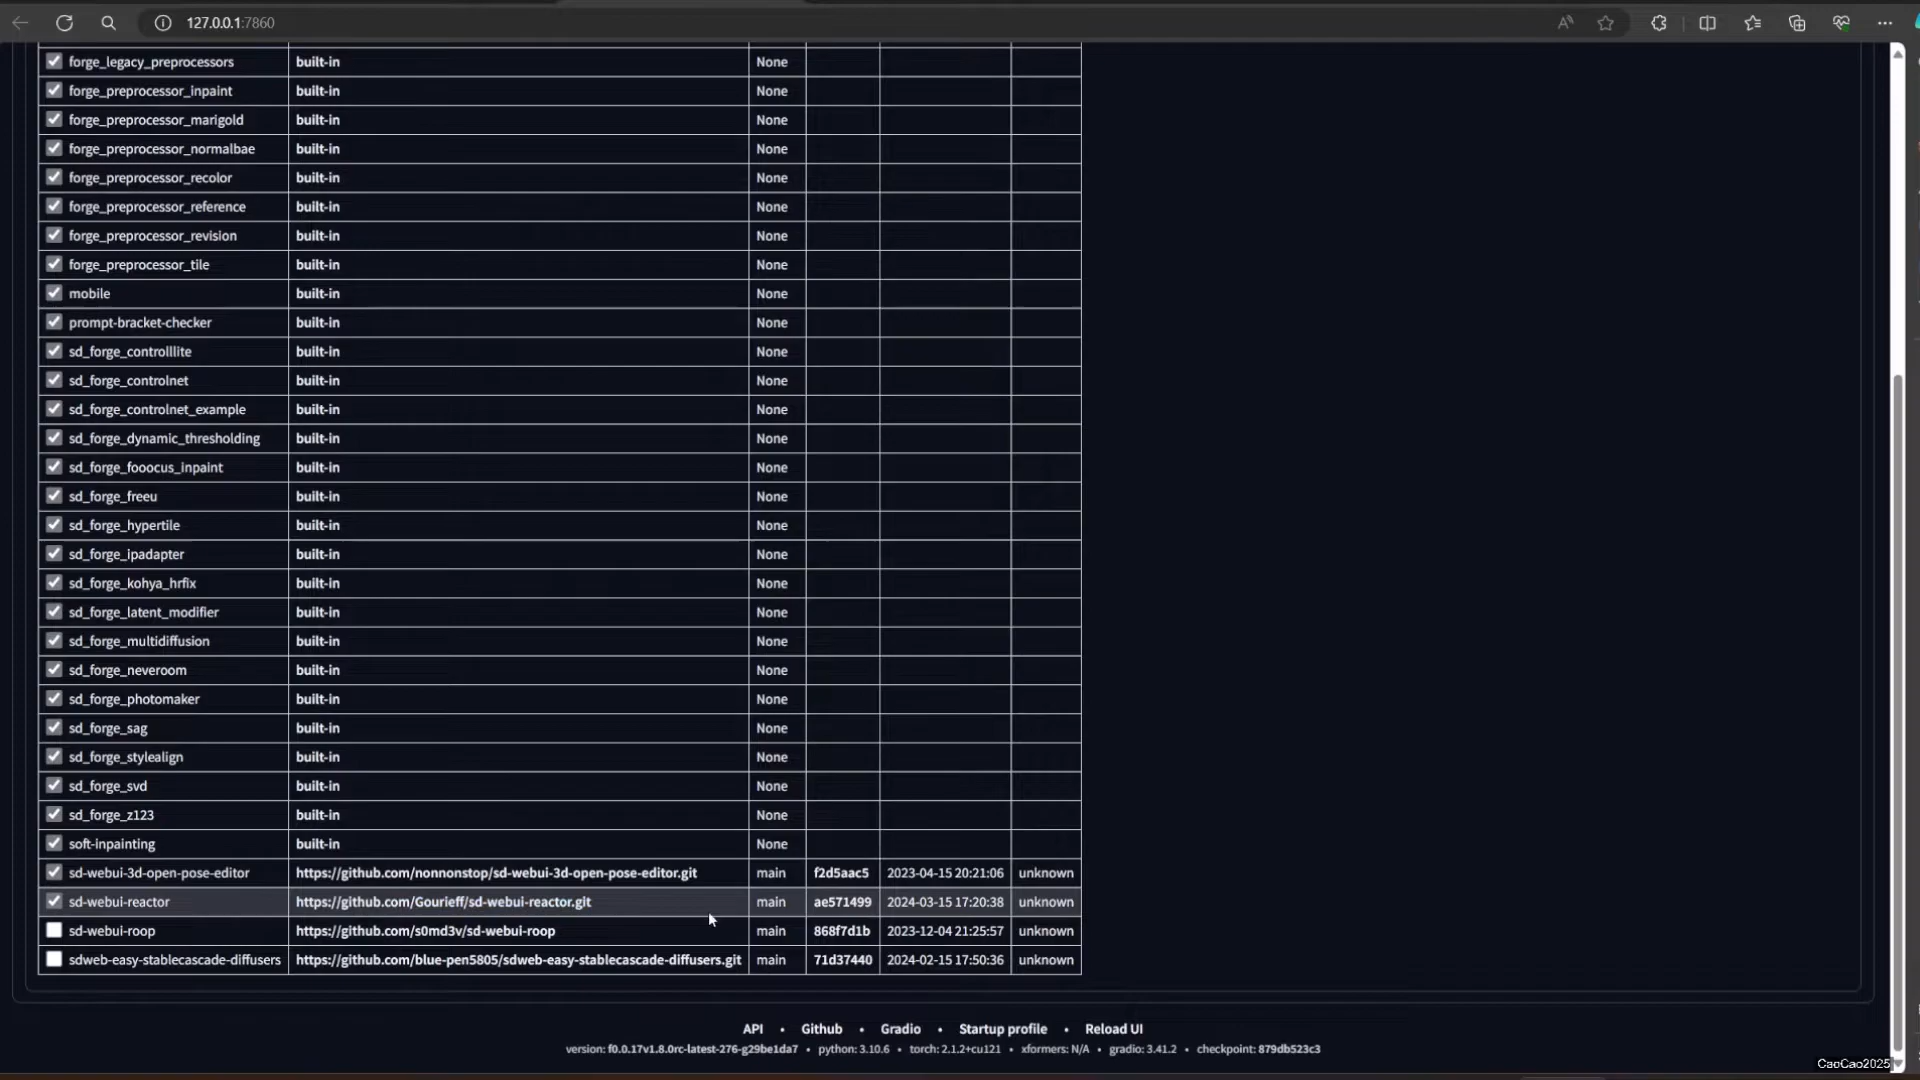 127.0.0.1:7860
forge_legacy_preprocessors built-in None
forge_preprocessor_inpaint built-in None
forge_preprocessor_marigold built-in None
forge_preprocessor_normalbae built-in None
forge_preprocessor_recolor built-in None
forge_preprocessor_reference built-in None
forge_preprocessor_revision built-in None
forge_preprocessor_tile built-in None
mobile built-in None
prompt-bracket-checker built-in None
sd_forge_controlllite built-in None
sd_forge_controlnet built-in None
sd_forge_controlnet_example built-in None
sd_forge_dynamic_thresholding built-in None
sd_forge_fooocus_inpaint built-in None
sd_forge_freeu built-in None
sd_forge_hypertile built-in None
sd_forge_ipadapter built-in None
sd_forge_kohya_hrfix built-in None
sd_forge_latent_modifier built-in None
sd_forge_multidiffusion built-in None
sd_forge_neveroom built-in None
sd_forge_photomaker built-in None
sd_forge_sag built-in None
sd_forge_stylealign built-in None
sd_forge_svd built-in None
sd_forge_z123 built-in None
soft-inpainting built-in None
sd-webui-3d-open-pose-editor https://github.com/nonnonstop/sd-webui-3d-open-pose-editor.git main f2d5aac5 2023-04-15 20:21:06 unknown
sd-webui-reactor https://github.com/Gourieff/sd-webui-reactor.git main ae571499 2024-03-15 17:20:38 unknown
sd-webui-roop https://github.com/s0md3v/sd-webui-roop main 868f7d1b 2023-12-04 21:25:57 unknown
sdweb-easy-stablecascade-diffusers https://github.com/blue-pen5805/sdweb-easy-stablecascade-diffusers.git main 71d37440 2024-02-15 17:50:36 unknown
API • Github • Gradio • Startup profile • Reload UI
version: f0.0.17v1.8.0rc-latest-276-g29be1da7 • python: 3.10.6 • torch: 2.1.2+cu121 • xformers: N/A • gradio: 3.41.2 • checkpoint: 879db523c3
CaoCao2025